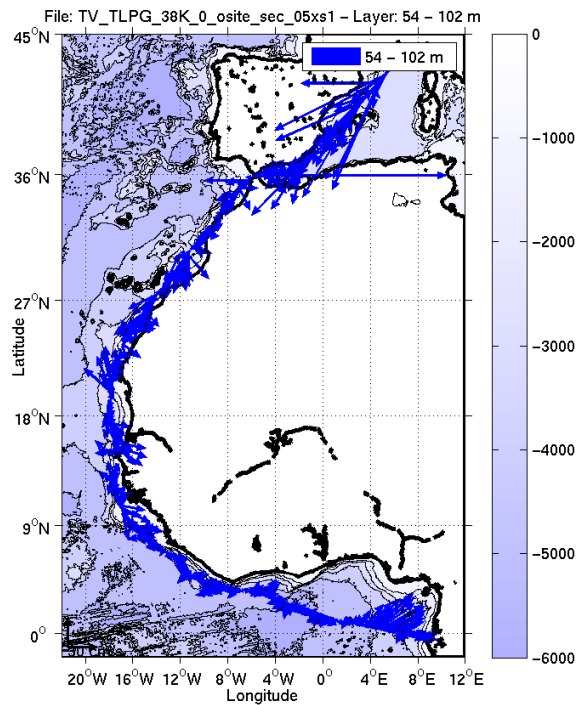 File: TV_TLPG_38K_0_osite_sec_05xs1 – Layer: 54 – 102 m
54 – 102 m
45°N
36°N
27°N
18°N
9°N
0°
Latitude
20°W 16°W 12°W 8°W 4°W 0° 4°E 8°E 12°E
Longitude
−0
−1000
−2000
−3000
−4000
−5000
−6000